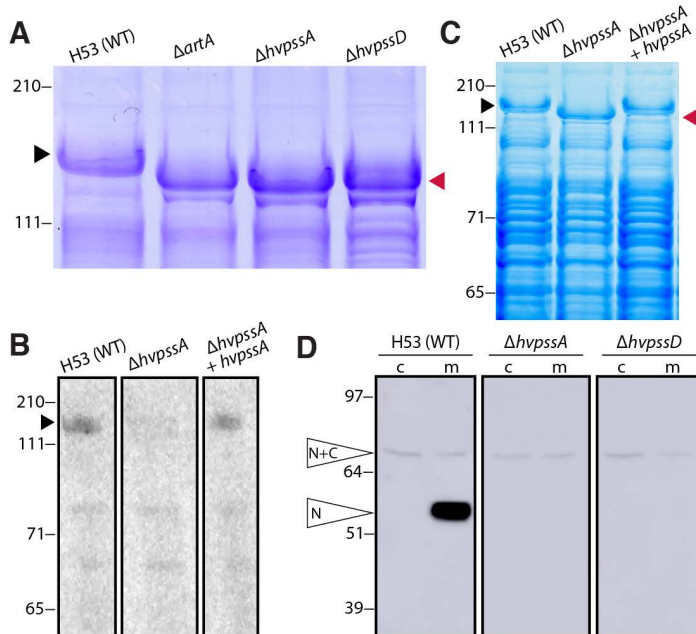 A
H53 (WT) ΔartA ΔhvpssA ΔhvpssD
210
111
C
H53 (WT) ΔhvpssA ΔhvpssA + hvpssA
210
111
71
65
B
H53 (WT) ΔhvpssA ΔhvpssA + hvpssA
210
111
71
65
D
H53 (WT) ΔhvpssA ΔhvpssD
c m c m c m
97
N+C
64
N
51
39